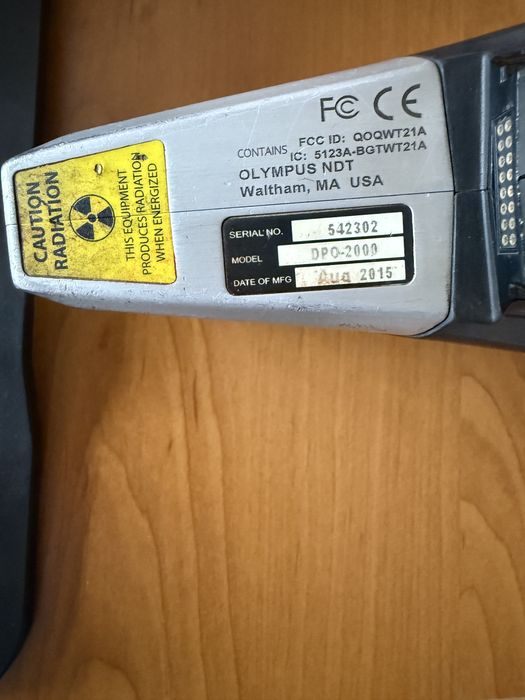 CAUTION
RADIATION
THIS EQUIPMENT
PRODUCES RADIATION
WHEN ENERGIZED
FC CE
CONTAINS FCC ID: QOQWT21A
IC: 5123A-BGTWT21A
OLYMPUS NDT
Waltham, MA USA
SERIAL NO. 542302
MODEL DPO-2000
DATE OF MFG Aug 2015